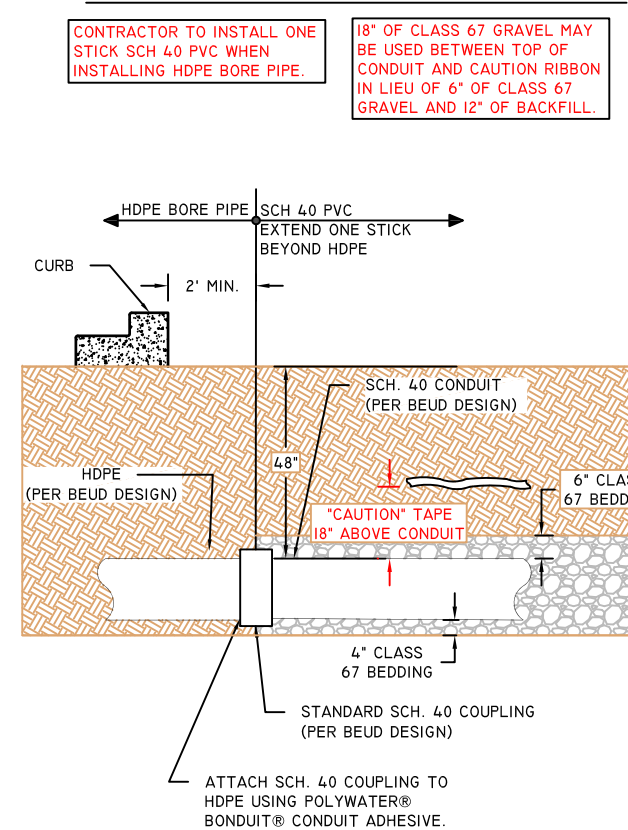 CONTRACTOR TO INSTALL ONE
STICK SCH 40 PVC WHEN
INSTALLING HDPE BORE PIPE.
18" OF CLASS 67 GRAVEL MAY
BE USED BETWEEN TOP OF
CONDUIT AND CAUTION RIBBON
IN LIEU OF 6" OF CLASS 67
GRAVEL AND 12" OF BACKFILL.
HDPE BORE PIPE
SCH 40 PVC
EXTEND ONE STICK
BEYOND HDPE
CURB
2' MIN.
SCH. 40 CONDUIT
(PER BEUD DESIGN)
48"
HDPE
(PER BEUD DESIGN)
6" CLAS
67 BEDD
"CAUTION" TAPE
18" ABOVE CONDUIT
4" CLASS
67 BEDDING
STANDARD SCH. 40 COUPLING
(PER BEUD DESIGN)
ATTACH SCH. 40 COUPLING TO
HDPE USING POLYWATER®
BONDUIT® CONDUIT ADHESIVE.